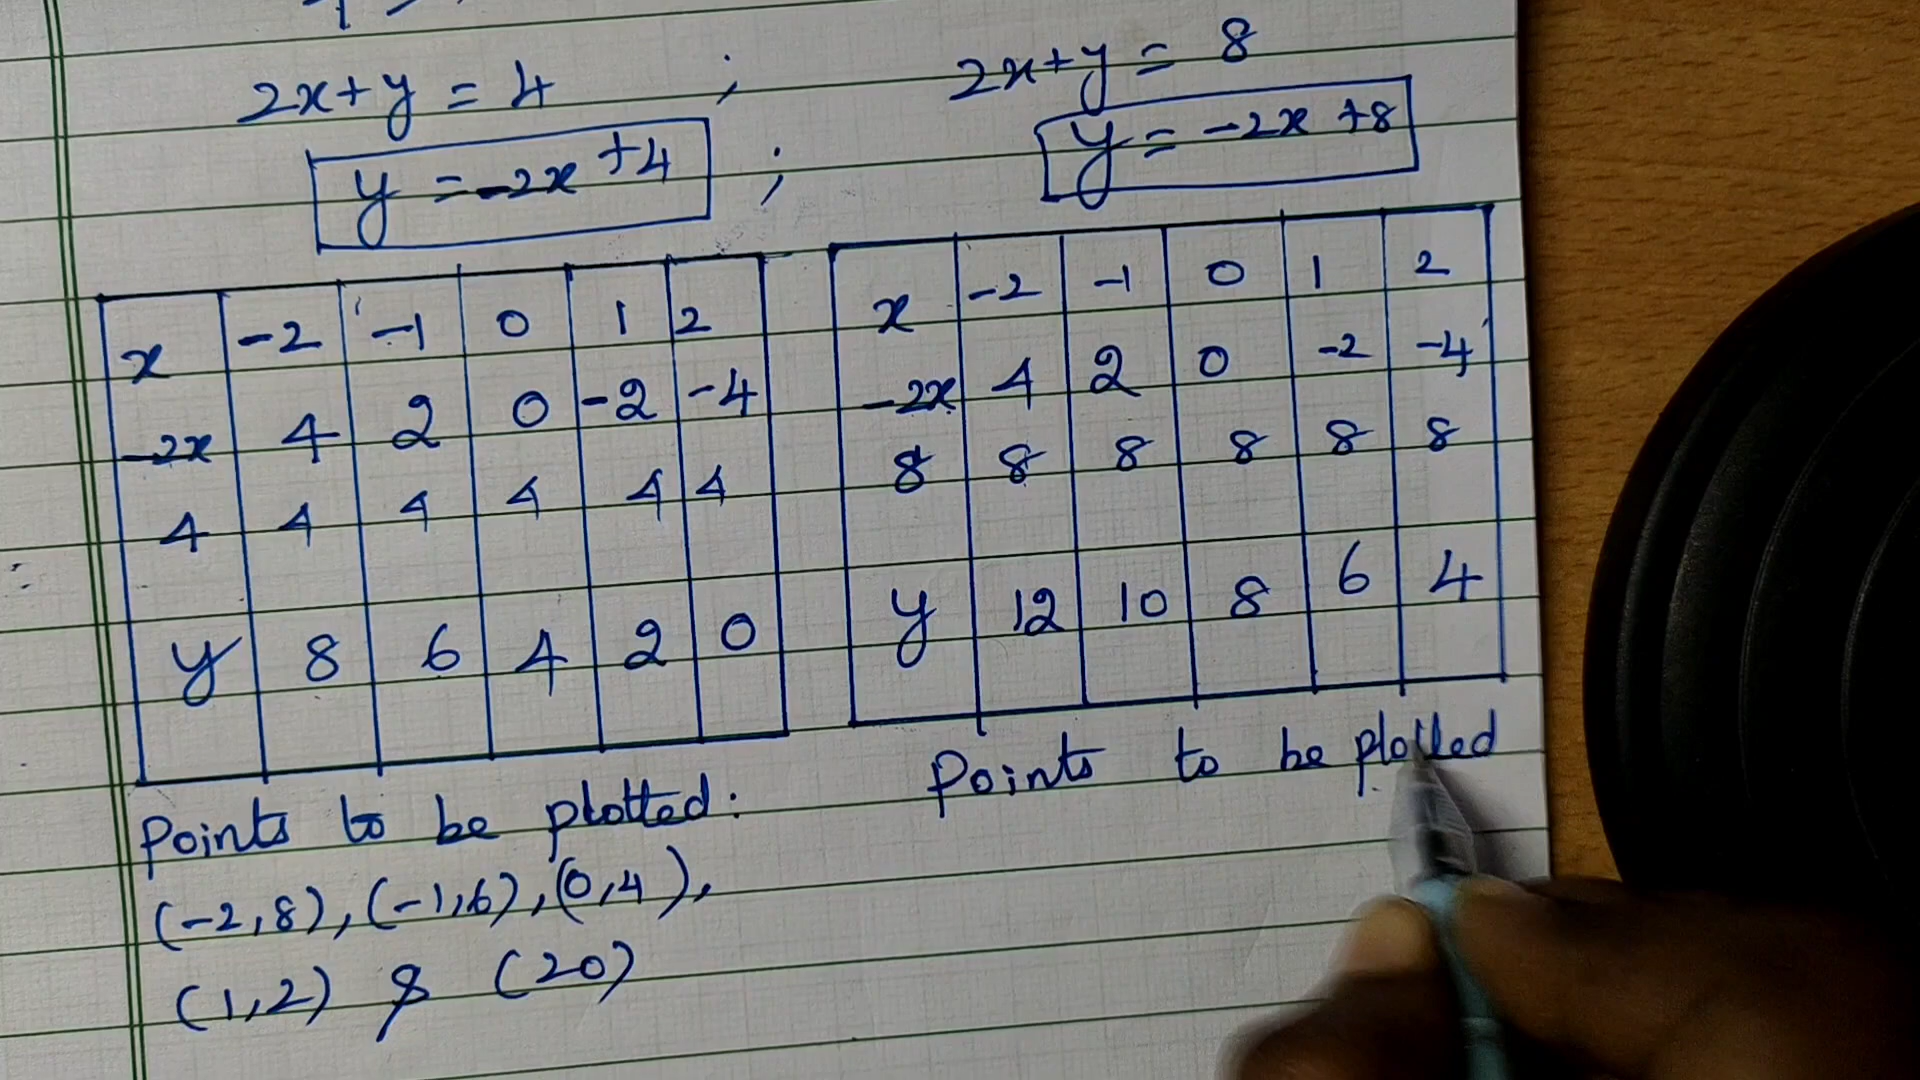 2x+y = 4 ; 2x+y = 8
y = -2x +4 ; y = -2x +8
x -2 -1 0 1 2
-2x 4 2 0 -2 -4
4 4 4 4 4 4
y 8 6 4 2 0
x -2 -1 0 1 2
-2x 4 2 0 -2 -4
8 8 8 8 8 8
y 12 10 8 6 4
Points to be plotted:
(-2,8), (-1,6), (0,4),
(1,2) & (20)
Points to be plotted